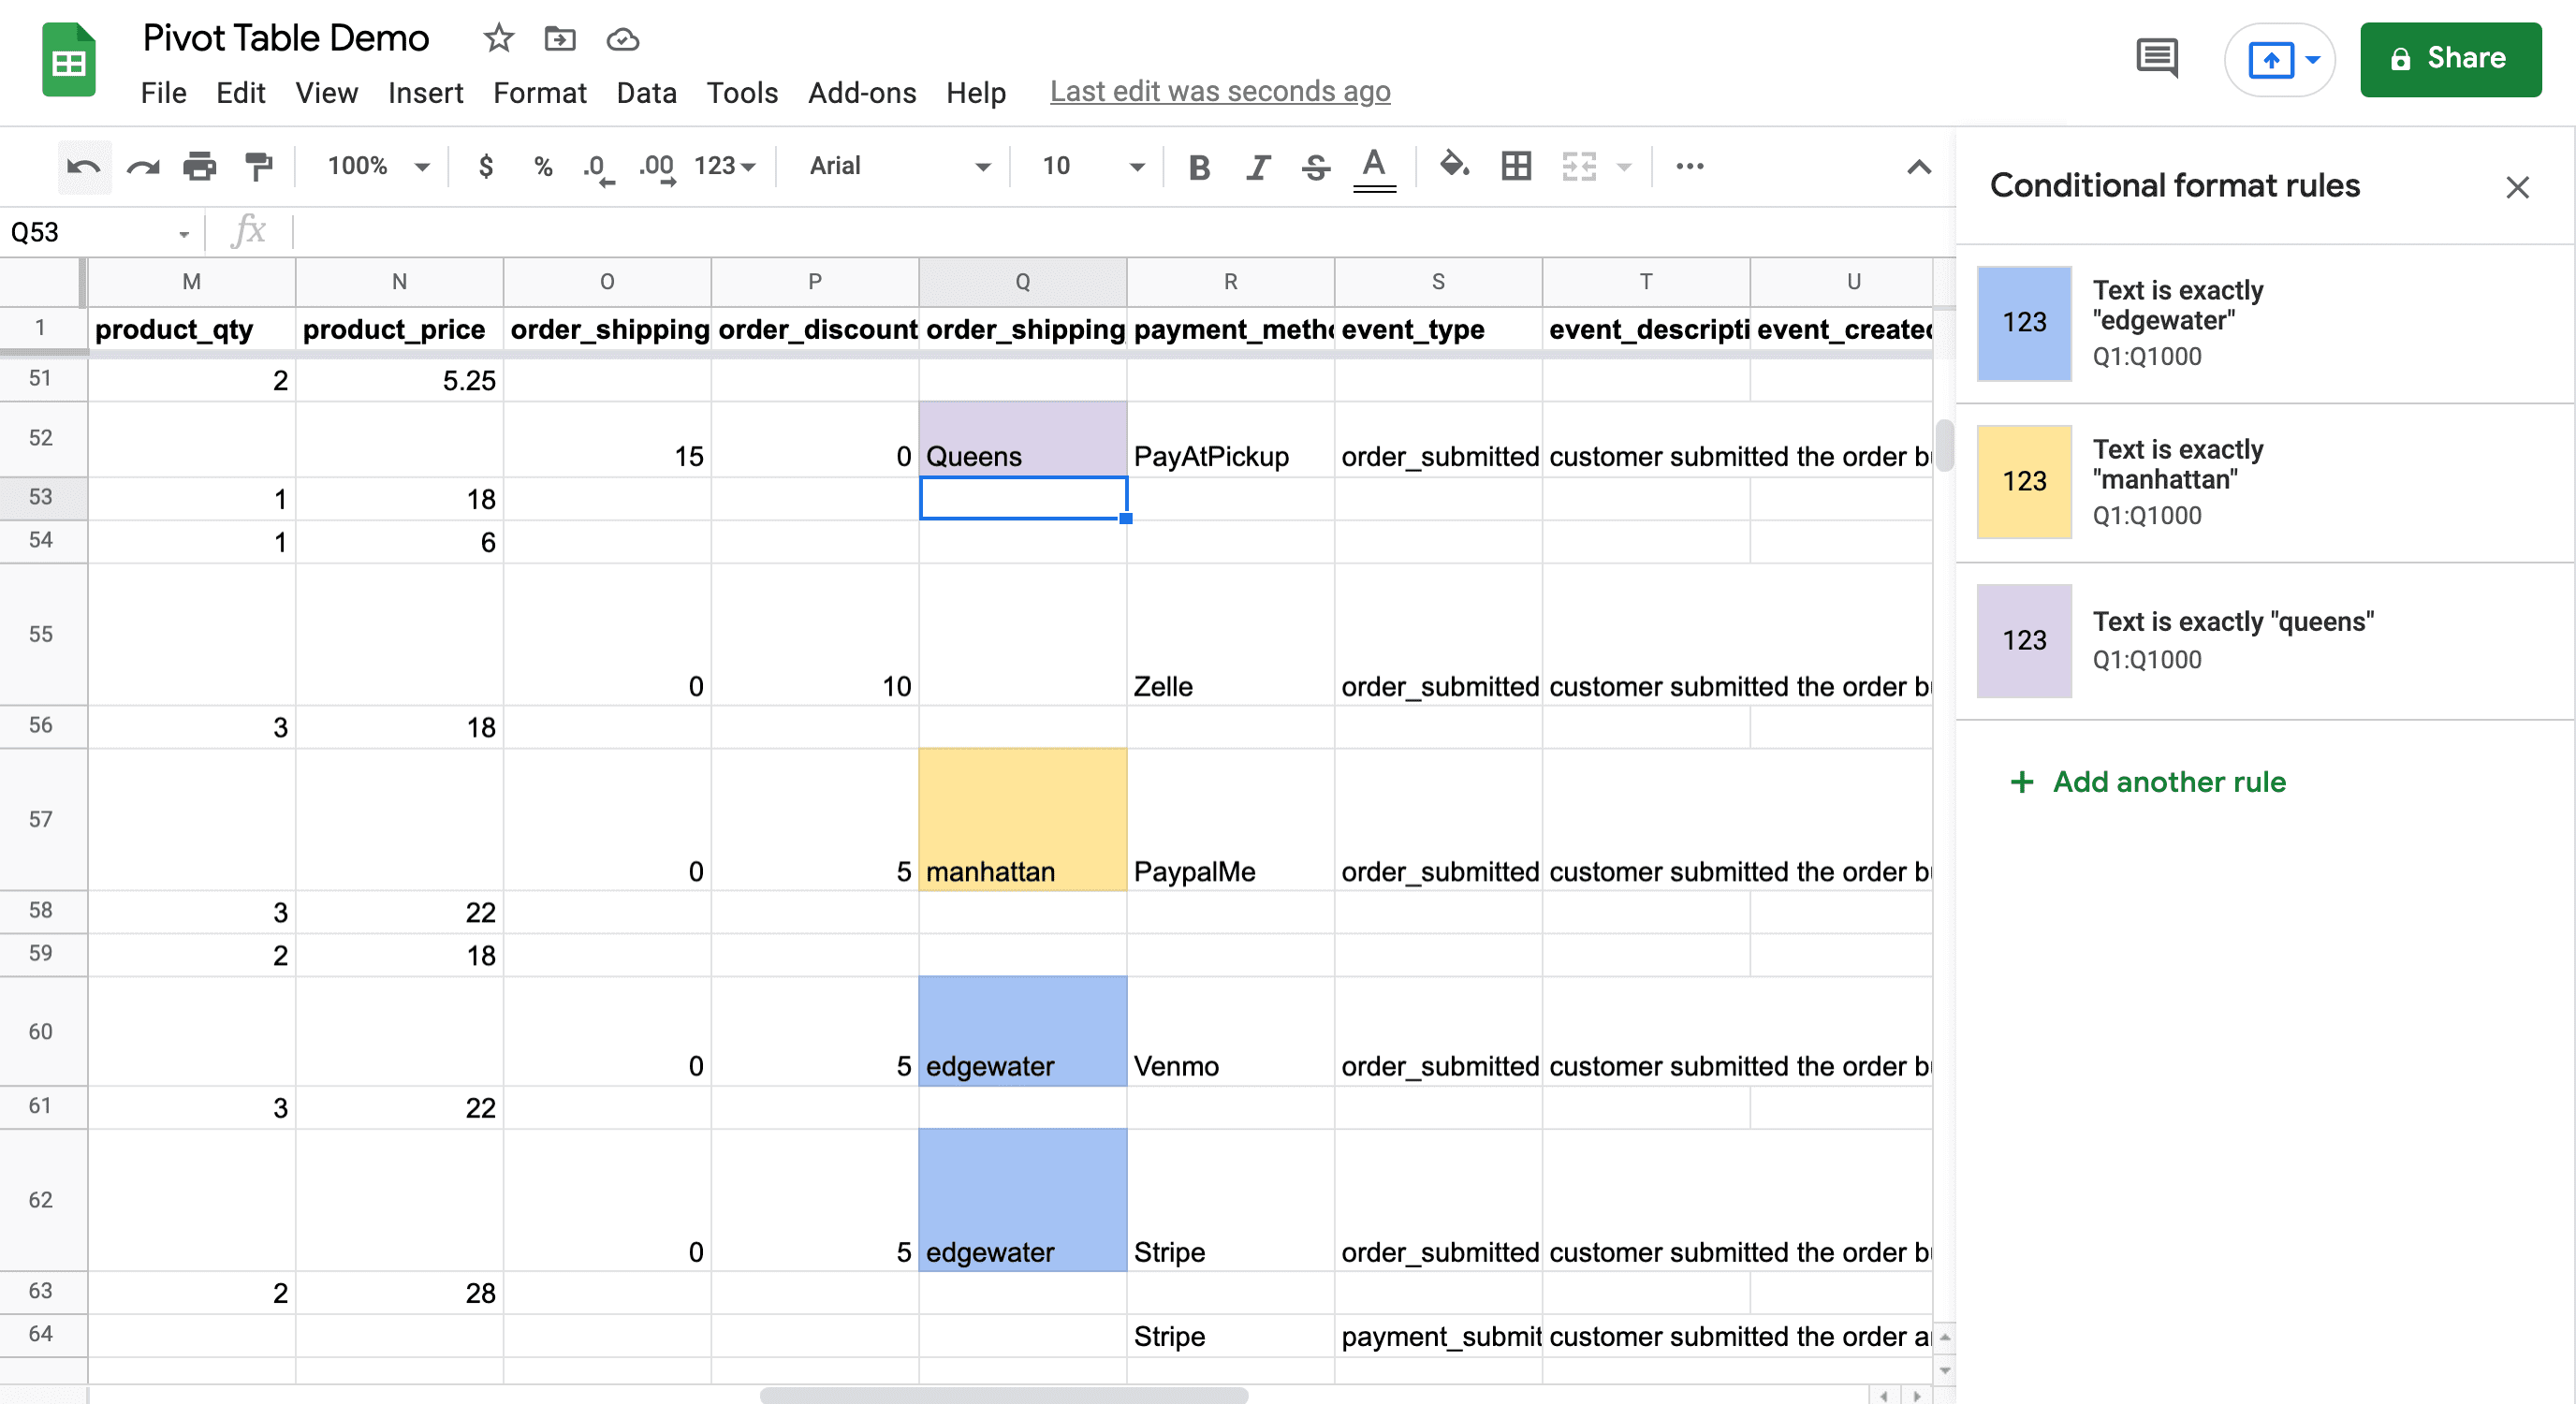 Pivot Table Demo
File Edit View Insert Format Data Tools Add-ons Help Last edit was seconds ago
Share
100% $ % .0 .00 123 Arial 10 B I S A
Q53 fx
M N O P Q R S T U
1 product_qty product_price order_shipping order_discount order_shipping payment_metho event_type event_descripti event_created
51 2 5.25
52 15 0 Queens PayAtPickup order_submitted customer submitted the order bu
53 1 18
54 1 6
55 0 10 Zelle order_submitted customer submitted the order bu
56 3 18
57 0 5 manhattan PaypalMe order_submitted customer submitted the order bu
58 3 22
59 2 18
60 0 5 edgewater Venmo order_submitted customer submitted the order bu
61 3 22
62 0 5 edgewater Stripe order_submitted customer submitted the order bu
63 2 28
64 Stripe payment_submit customer submitted the order a
Conditional format rules
123
Text is exactly
"edgewater"
Q1:Q1000
123
Text is exactly
"manhattan"
Q1:Q1000
123
Text is exactly "queens"
Q1:Q1000
+ Add another rule